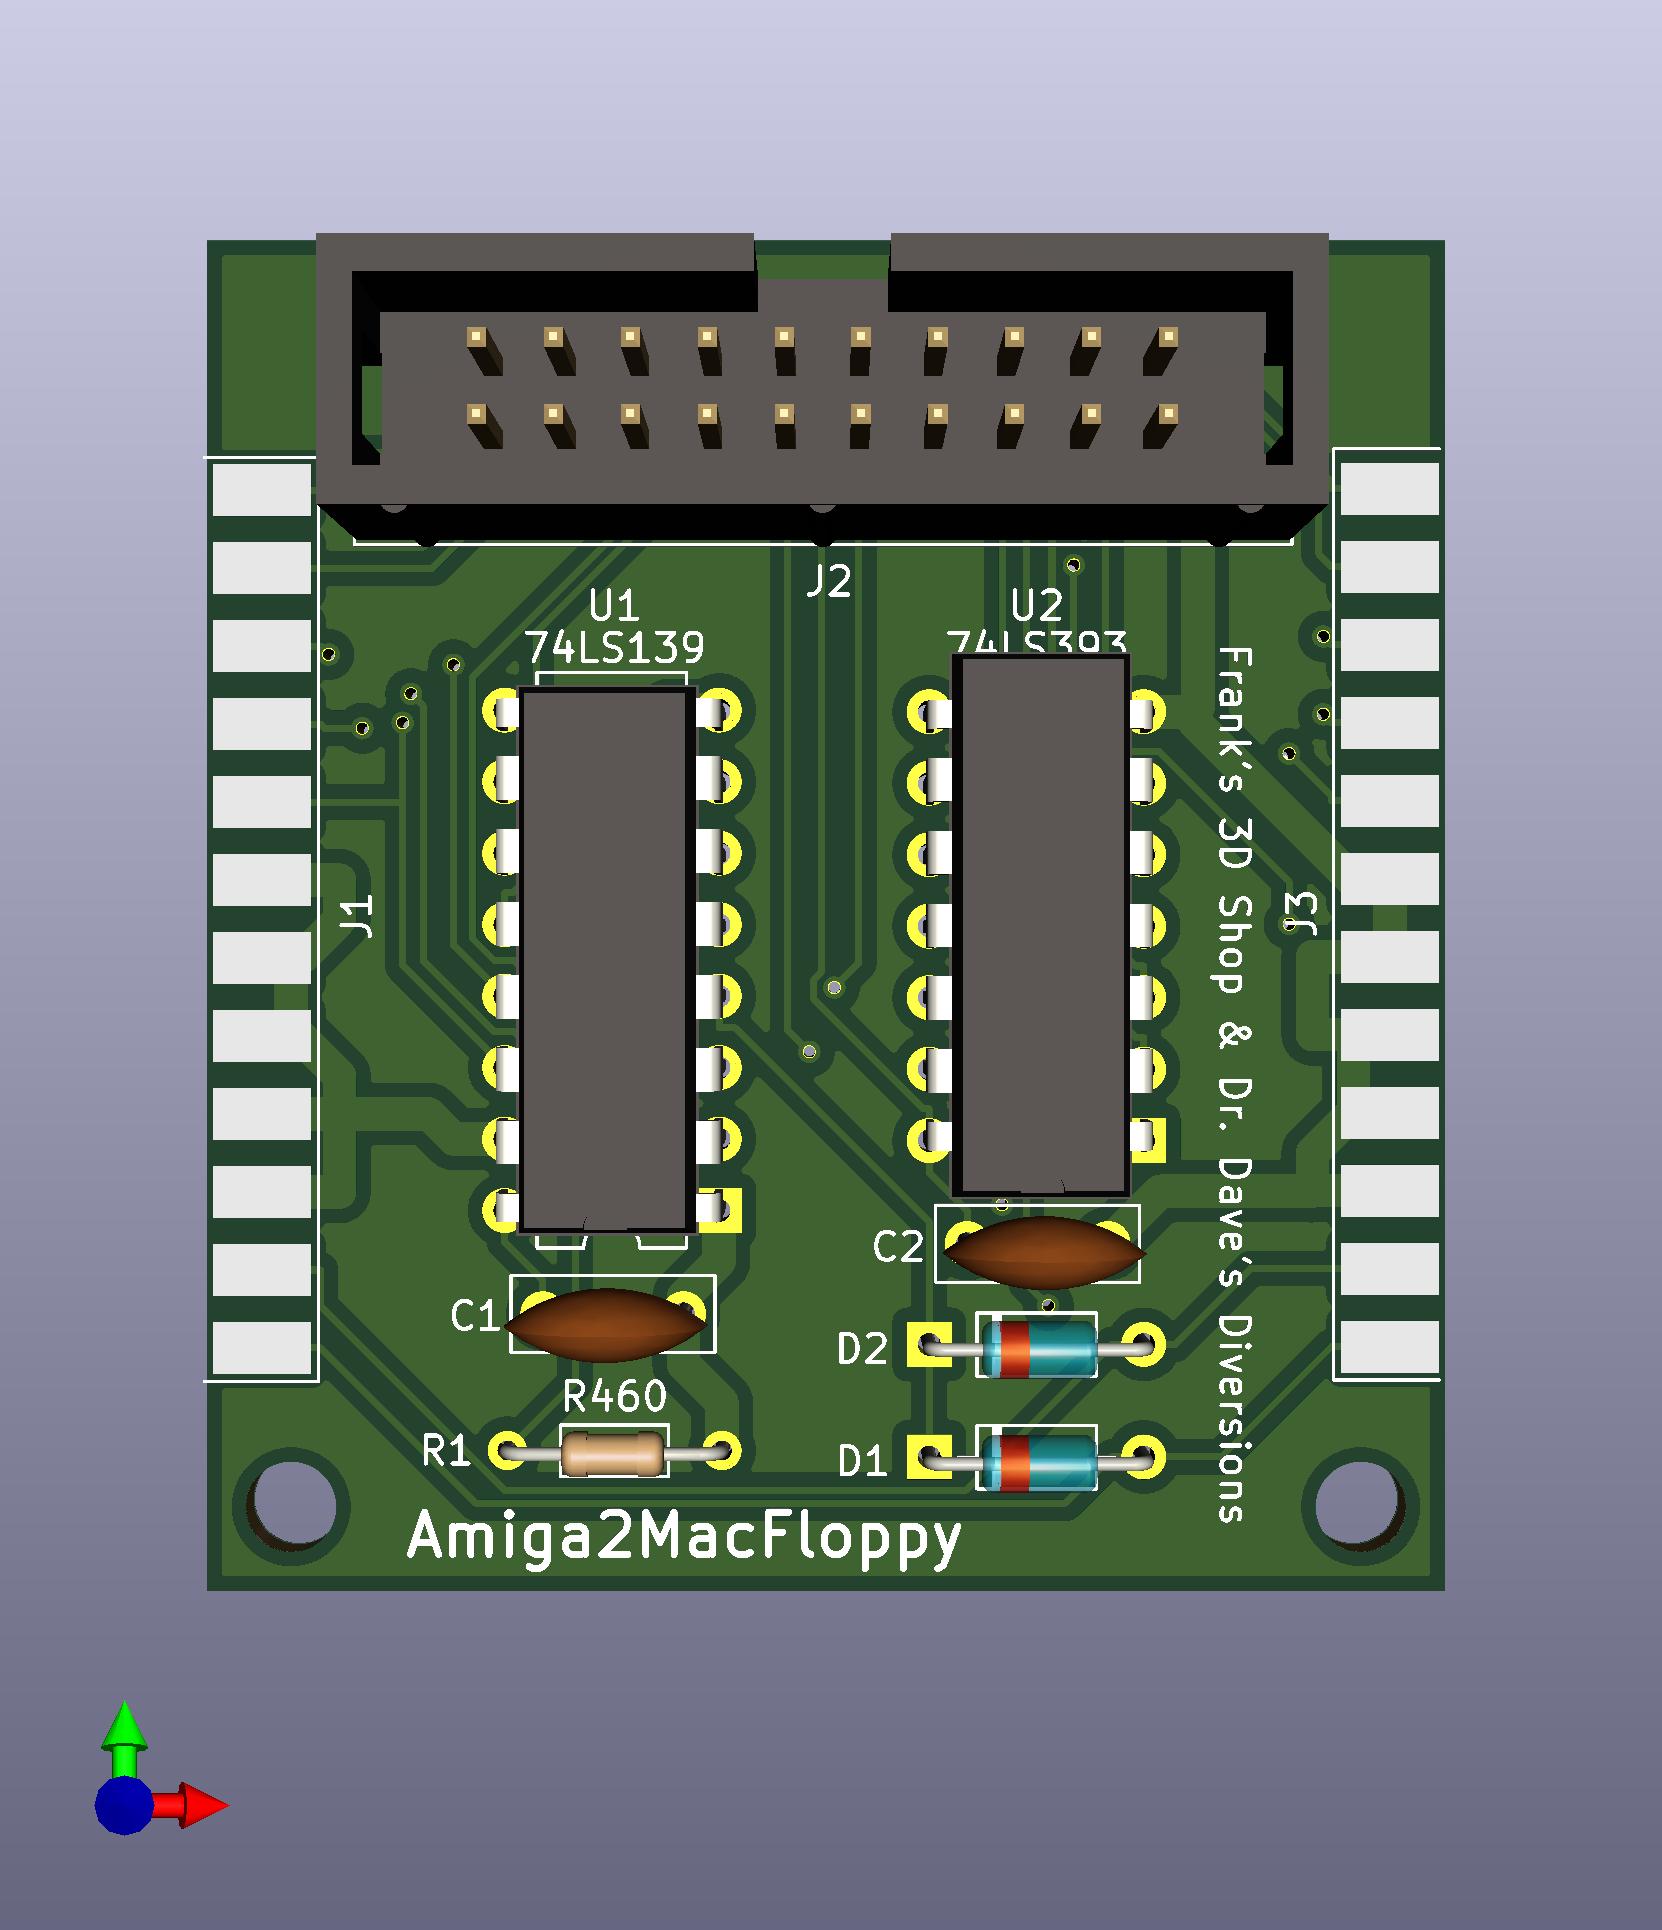 J2
U1
74LS139
U2
74LS393
Frank's 3D Shop & Dr. Dave's Diversions
J1
J3
C2
C1
D2
R460
R1
D1
Amiga2MacFloppy